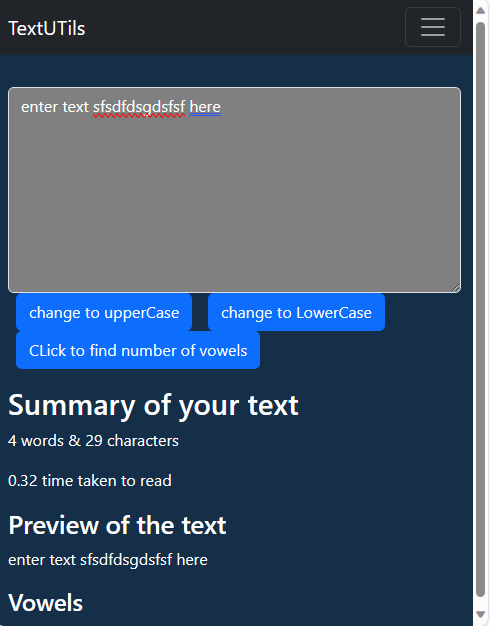 TextUTils
enter text sfsdfdsgdsfsf here
change to upperCase
change to LowerCase
CLick to find number of vowels
Summary of your text
4 words & 29 characters
0.32 time taken to read
Preview of the text
enter text sfsdfdsgdsfsf here
Vowels